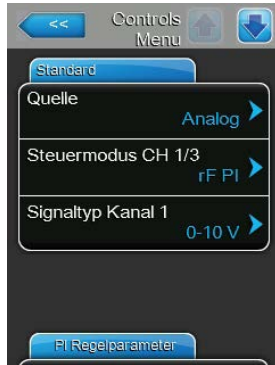 << Controls
Menu
Standard
Quelle
Analog
Steuermodus CH 1/3
rF PI
Signaltyp Kanal 1
0-10 V
PI Regelparameter